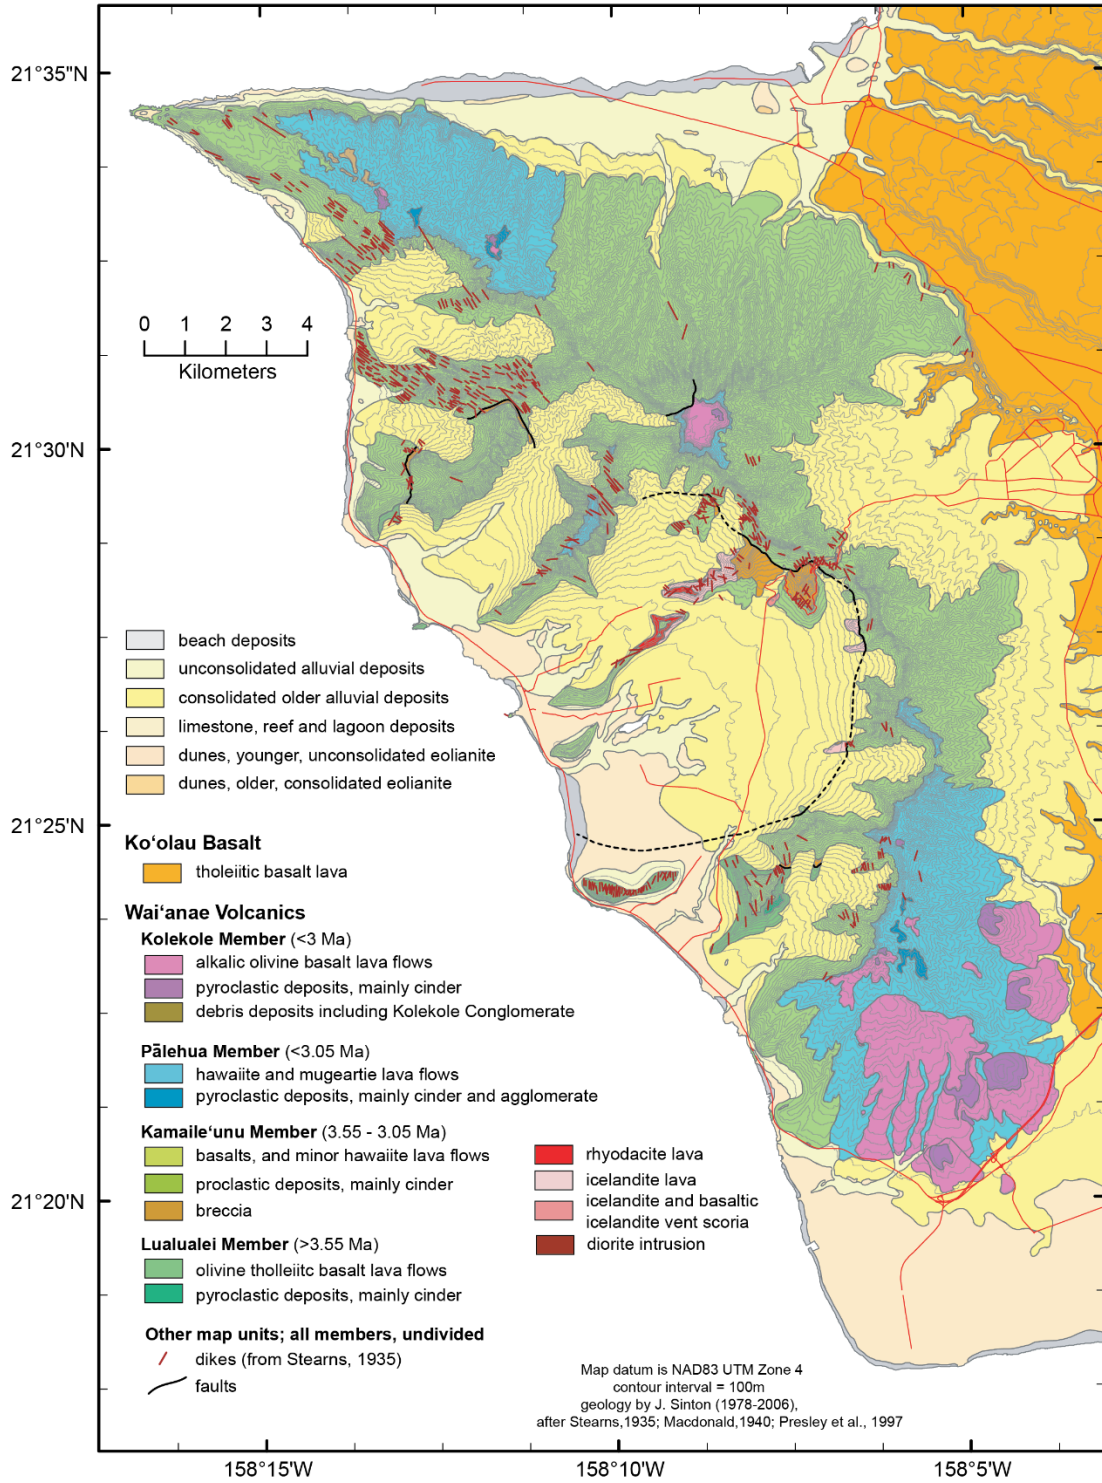 21°35"N
0 1 2 3 4
Kilometers
21°30'N
beach deposits
unconsolidated alluvial deposits
consolidated older alluvial deposits
limestone, reef and lagoon deposits
dunes, younger, unconsolidated eolianite
dunes, older, consolidated eolianite
21°25'N
Koʻolau Basalt
tholeiitic basalt lava
Waiʻanae Volcanics
Kolekole Member (<3 Ma)
alkalic olivine basalt lava flows
pyroclastic deposits, mainly cinder
debris deposits including Kolekole Conglomerate
Pālehua Member (<3.05 Ma)
hawaiite and mugeartie lava flows
pyroclastic deposits, mainly cinder and agglomerate
Kamaileʻunu Member (3.55 - 3.05 Ma)
basalts, and minor hawaiite lava flows
proclastic deposits, mainly cinder
breccia
21°20'N
Lualualei Member (>3.55 Ma)
olivine tholleiitc basalt lava flows
pyroclastic deposits, mainly cinder
rhyodacite lava
icelandite lava
icelandite and basaltic
icelandite vent scoria
diorite intrusion
Other map units; all members, undivided
dikes (from Stearns, 1935)
faults
Map datum is NAD83 UTM Zone 4
contour interval = 100m
geology by J. Sinton (1978-2006),
after Stearns,1935; Macdonald,1940; Presley et al., 1997
158°15'W
158°10'W
158°5'W